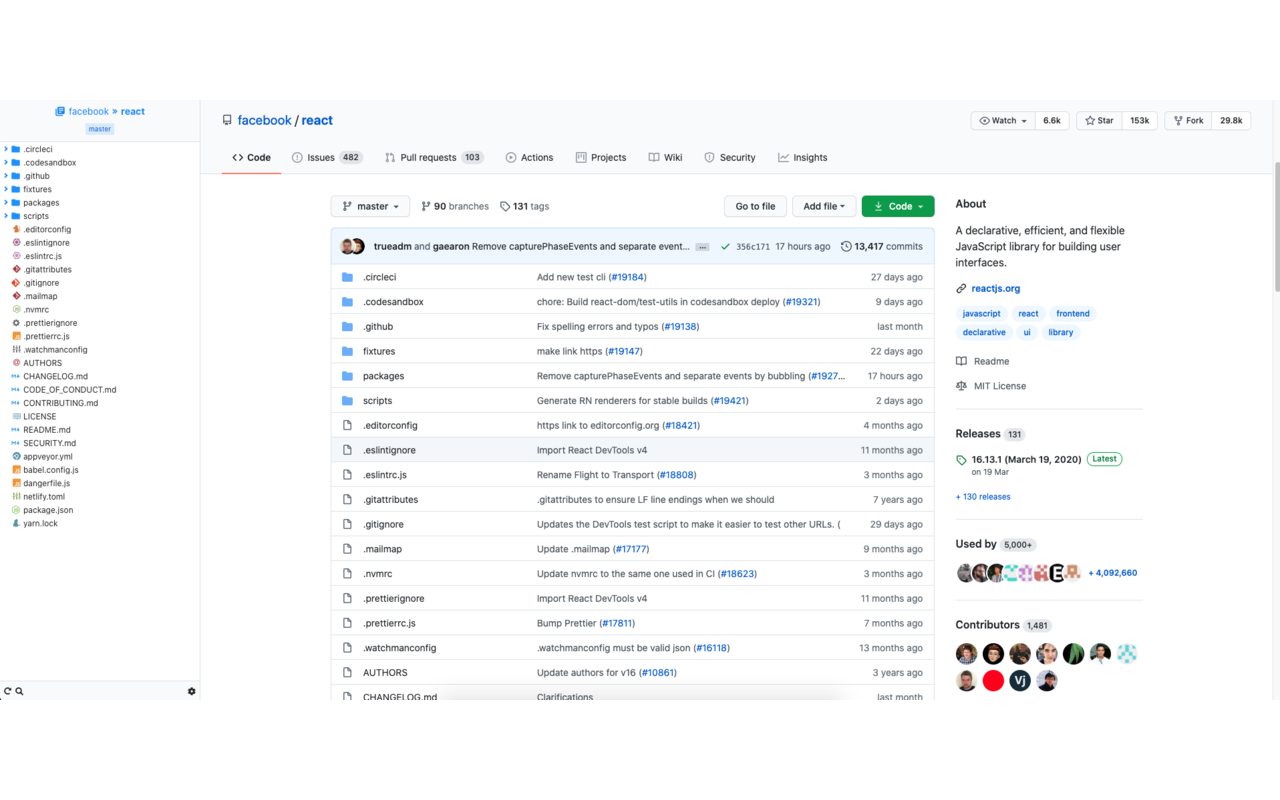 facebook » react
master
.circleci
.codesandbox
.github
fixtures
packages
scripts
.editorconfig
.eslintignore
.eslintrc.js
.gitattributes
.gitignore
.mailmap
.nvmrc
.prettierignore
.prettierrc.js
.watchmanconfig
AUTHORS
CHANGELOG.md
CODE_OF_CONDUCT.md
CONTRIBUTING.md
LICENSE
README.md
SECURITY.md
appveyor.yml
babel.config.js
dangerfile.js
netlify.toml
package.json
yarn.lock
facebook / react
Watch 6.6k Star 153k Fork 29.8k
Code Issues 482 Pull requests 103 Actions Projects Wiki Security Insights
master 90 branches 131 tags Go to file Add file Code
trueadm and gaearon Remove capturePhaseEvents and separate event... ... 356c171 17 hours ago 13,417 commits
.circleci Add new test cli (#19184) 27 days ago
.codesandbox chore: Build react-dom/test-utils in codesandbox deploy (#19321) 9 days ago
.github Fix spelling errors and typos (#19138) last month
fixtures make link https (#19147) 22 days ago
packages Remove capturePhaseEvents and separate events by bubbling (#1927... 17 hours ago
scripts Generate RN renderers for stable builds (#19421) 2 days ago
.editorconfig https link to editorconfig.org (#18421) 4 months ago
.eslintignore Import React DevTools v4 11 months ago
.eslintrc.js Rename Flight to Transport (#18808) 3 months ago
.gitattributes .gitattributes to ensure LF line endings when we should 7 years ago
.gitignore Updates the DevTools test script to make it easier to test other URLs. ( 29 days ago
.mailmap Update .mailmap (#17177) 9 months ago
.nvmrc Update nvmrc to the same one used in CI (#18623) 3 months ago
.prettierignore Import React DevTools v4 11 months ago
.prettierrc.js Bump Prettier (#17811) 7 months ago
.watchmanconfig .watchmanconfig must be valid json (#16118) 13 months ago
AUTHORS Update authors for v16 (#10861) 3 years ago
CHANGELOG.md Clarifications last month
About
A declarative, efficient, and flexible
JavaScript library for building user
interfaces.
reactjs.org
javascript react frontend
declarative ui library
Readme
MIT License
Releases 131
16.13.1 (March 19, 2020) Latest
on 19 Mar
+ 130 releases
Used by 5,000+
E
+ 4,092,660
Contributors 1,481
Vj